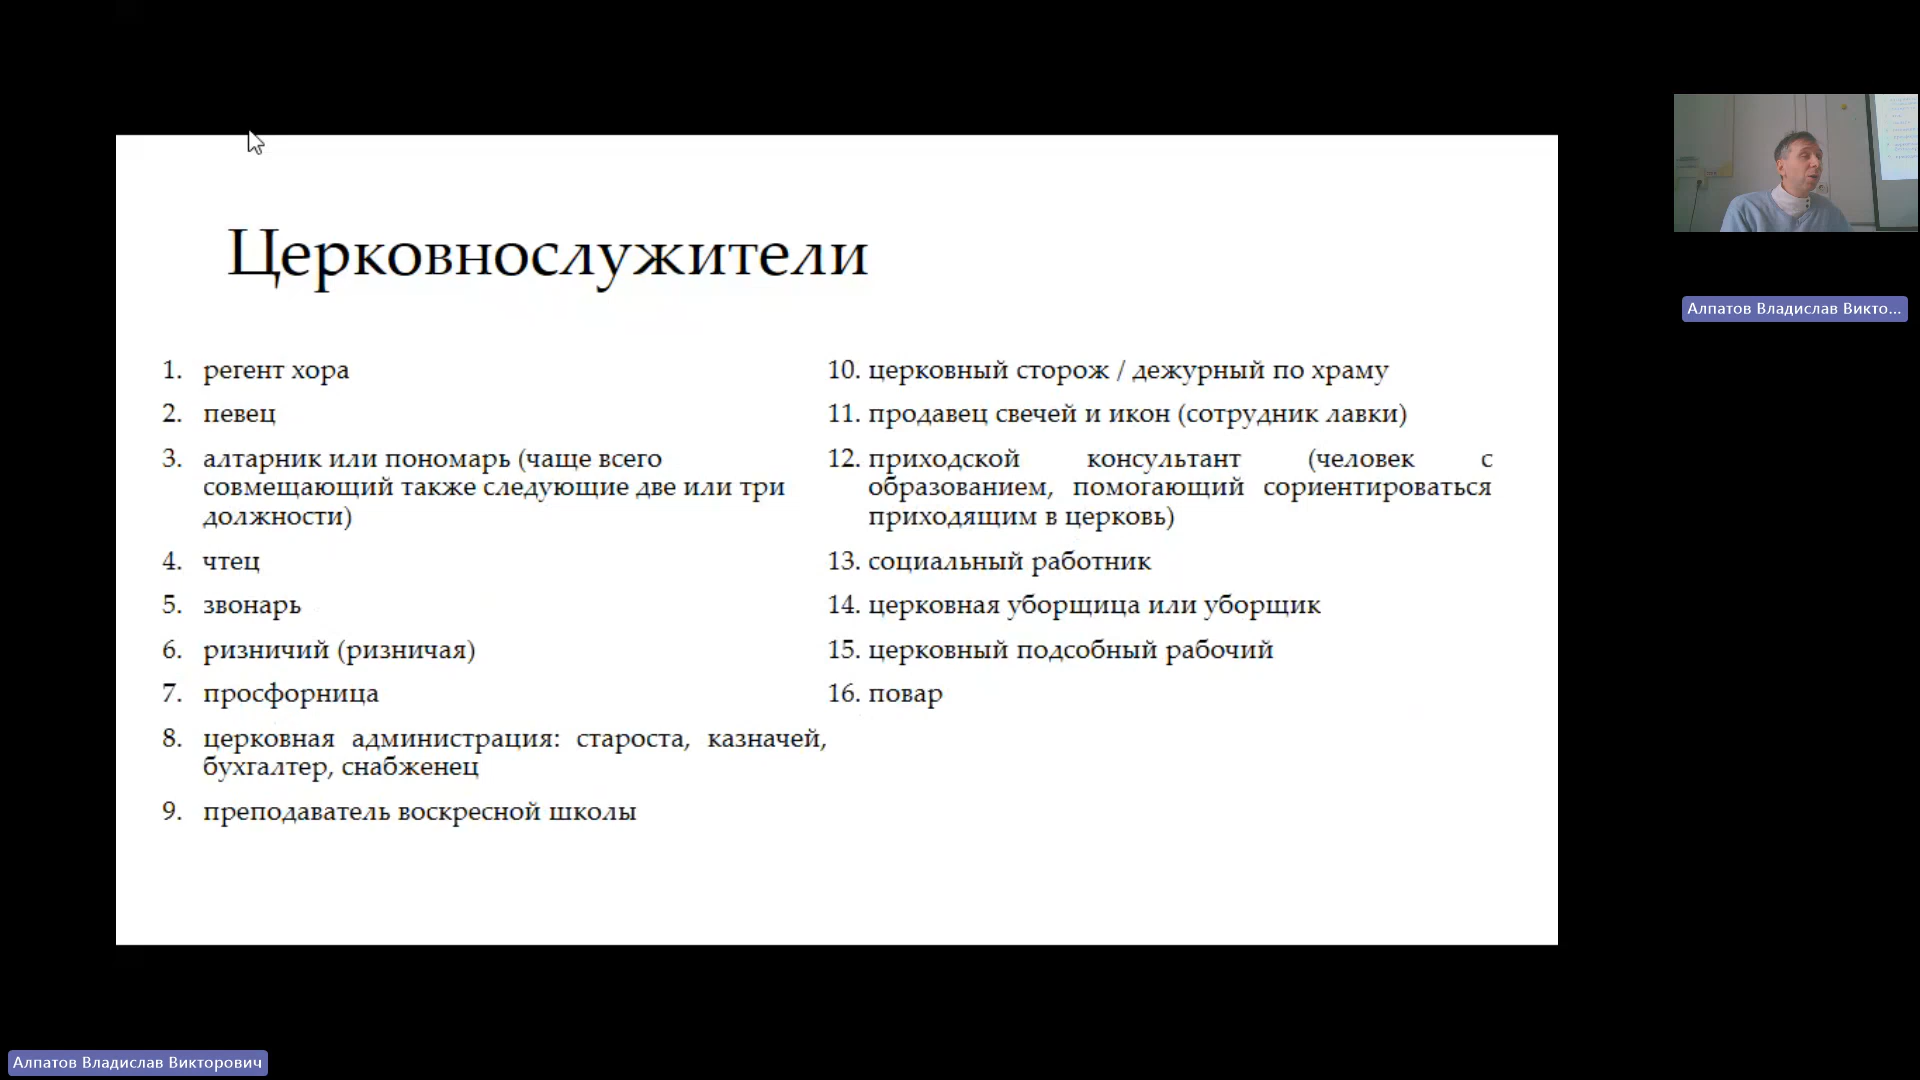 Церковнослужители
1. регент хора
2. певец
3. алтарник или пономарь (чаще всего
совмещающий также следующие две или три
должности)
4. чтец
5. звонарь
6. ризничий (ризничая)
7. просфорница
8. церковная администрация: староста, казначей,
бухгалтер, снабженец
9. преподаватель воскресной школы
10. церковный сторож / дежурный по храму
11. продавец свечей и икон (сотрудник лавки)
12. приходской консультант (человек с
образованием, помогающий сориентироваться
приходящим в церковь)
13. социальный работник
14. церковная уборщица или уборщик
15. церковный подсобный рабочий
16. повар
Алпатов Владислав Викто...
Алпатов Владислав Викторович